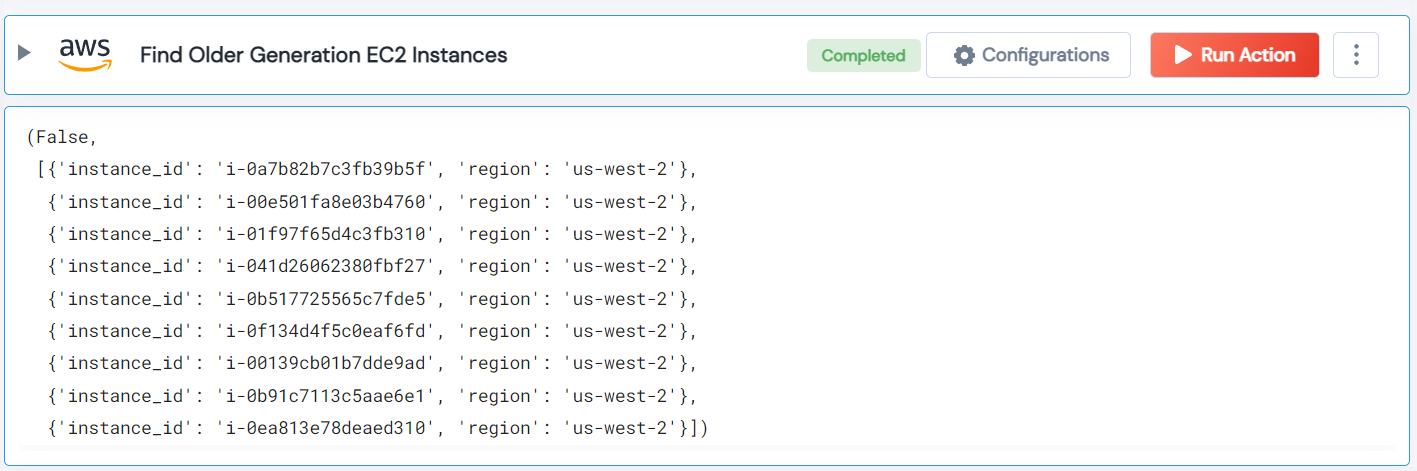 aws Find Older Generation EC2 Instances Completed Configurations Run Action
(False,
[{'instance_id': 'i-0a7b82b7c3fb39b5f', 'region': 'us-west-2'},
{'instance_id': 'i-00e501fa8e03b4760', 'region': 'us-west-2'},
{'instance_id': 'i-01f97f65d4c3fb310', 'region': 'us-west-2'},
{'instance_id': 'i-041d26062380fbf27', 'region': 'us-west-2'},
{'instance_id': 'i-0b517725565c7fde5', 'region': 'us-west-2'},
{'instance_id': 'i-0f134d4f5c0eaf6fd', 'region': 'us-west-2'},
{'instance_id': 'i-00139cb01b7dde9ad', 'region': 'us-west-2'},
{'instance_id': 'i-0b91c7113c5aae6e1', 'region': 'us-west-2'},
{'instance_id': 'i-0ea813e78deaed310', 'region': 'us-west-2'}])